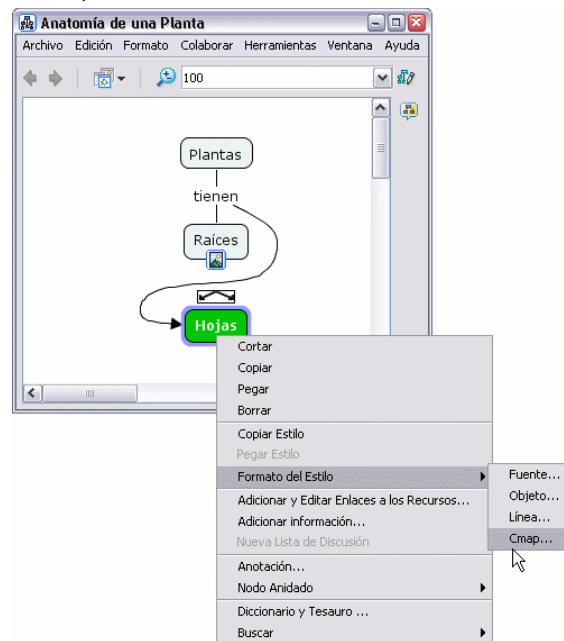 Anatomía de una Planta
Archivo Edición Formato Colaborar Herramientas Ventana Ayuda
100
Plantas
tienen
Raíces
Hojas
Cortar
Copiar
Pegar
Borrar
Copiar Estilo
Pegar Estilo
Formato del Estilo
Fuente...
Adicionar y Editar Enlaces a los Recursos...
Objeto...
Adicionar información...
Línea...
Nueva Lista de Discusión
Cmap...
Anotación...
Nodo Anidado
Diccionario y Tesauro ...
Buscar